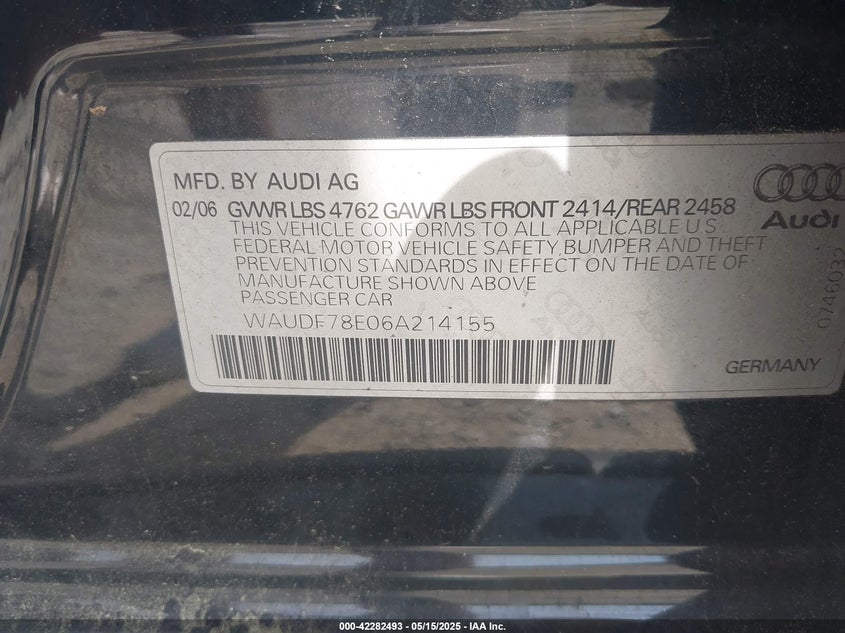 MFD. BY AUDI AG
02/06 GVWR LBS 4762 GAWR LBS FRONT 2414/REAR 2458
THIS VEHICLE CONFORMS TO ALL APPLICABLE U S
FEDERAL MOTOR VEHICLE SAFETY, BUMPER AND THEFT
PREVENTION STANDARDS IN EFFECT ON THE DATE OF
MANUFACTURE SHOWN ABOVE
PASSENGER CAR
WAUDF78E06A214155
Audi
0746032
GERMANY
000-42282493 - 05/15/2025 - IAA Inc.